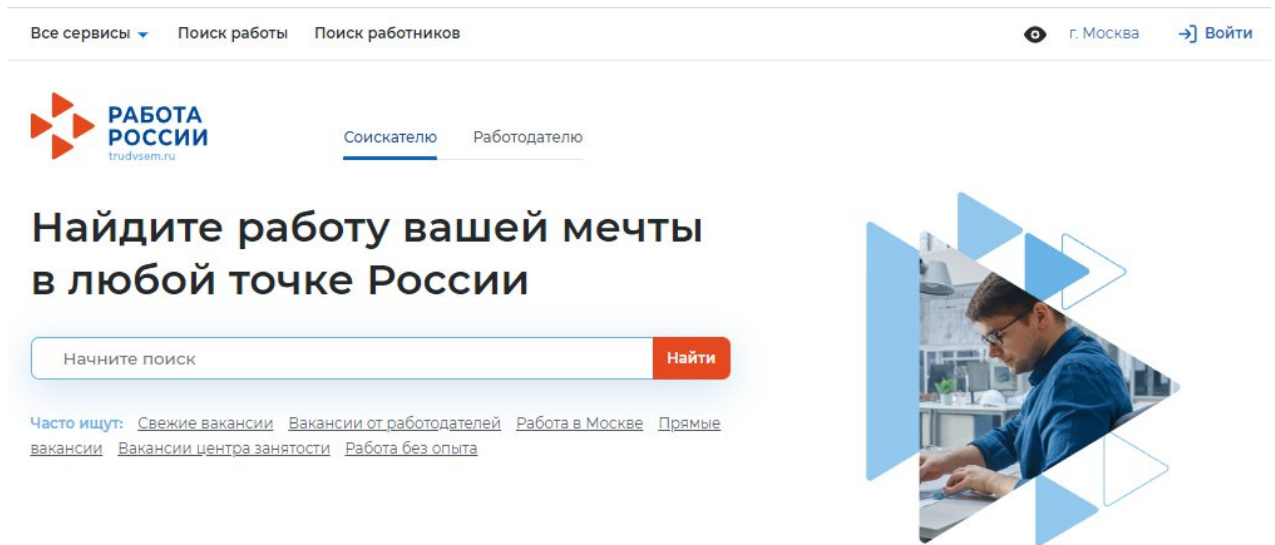 Все сервисы Поиск работы Поиск работников г. Москва Войти
РАБОТА
РОССИИ
trudvsem.ru
Соискателю Работодателю
Найдите работу вашей мечты
в любой точке России
Начните поиск Найти
Часто ищут: Свежие вакансии Вакансии от работодателей Работа в Москве Прямые
вакансии Вакансии центра занятости Работа без опыта